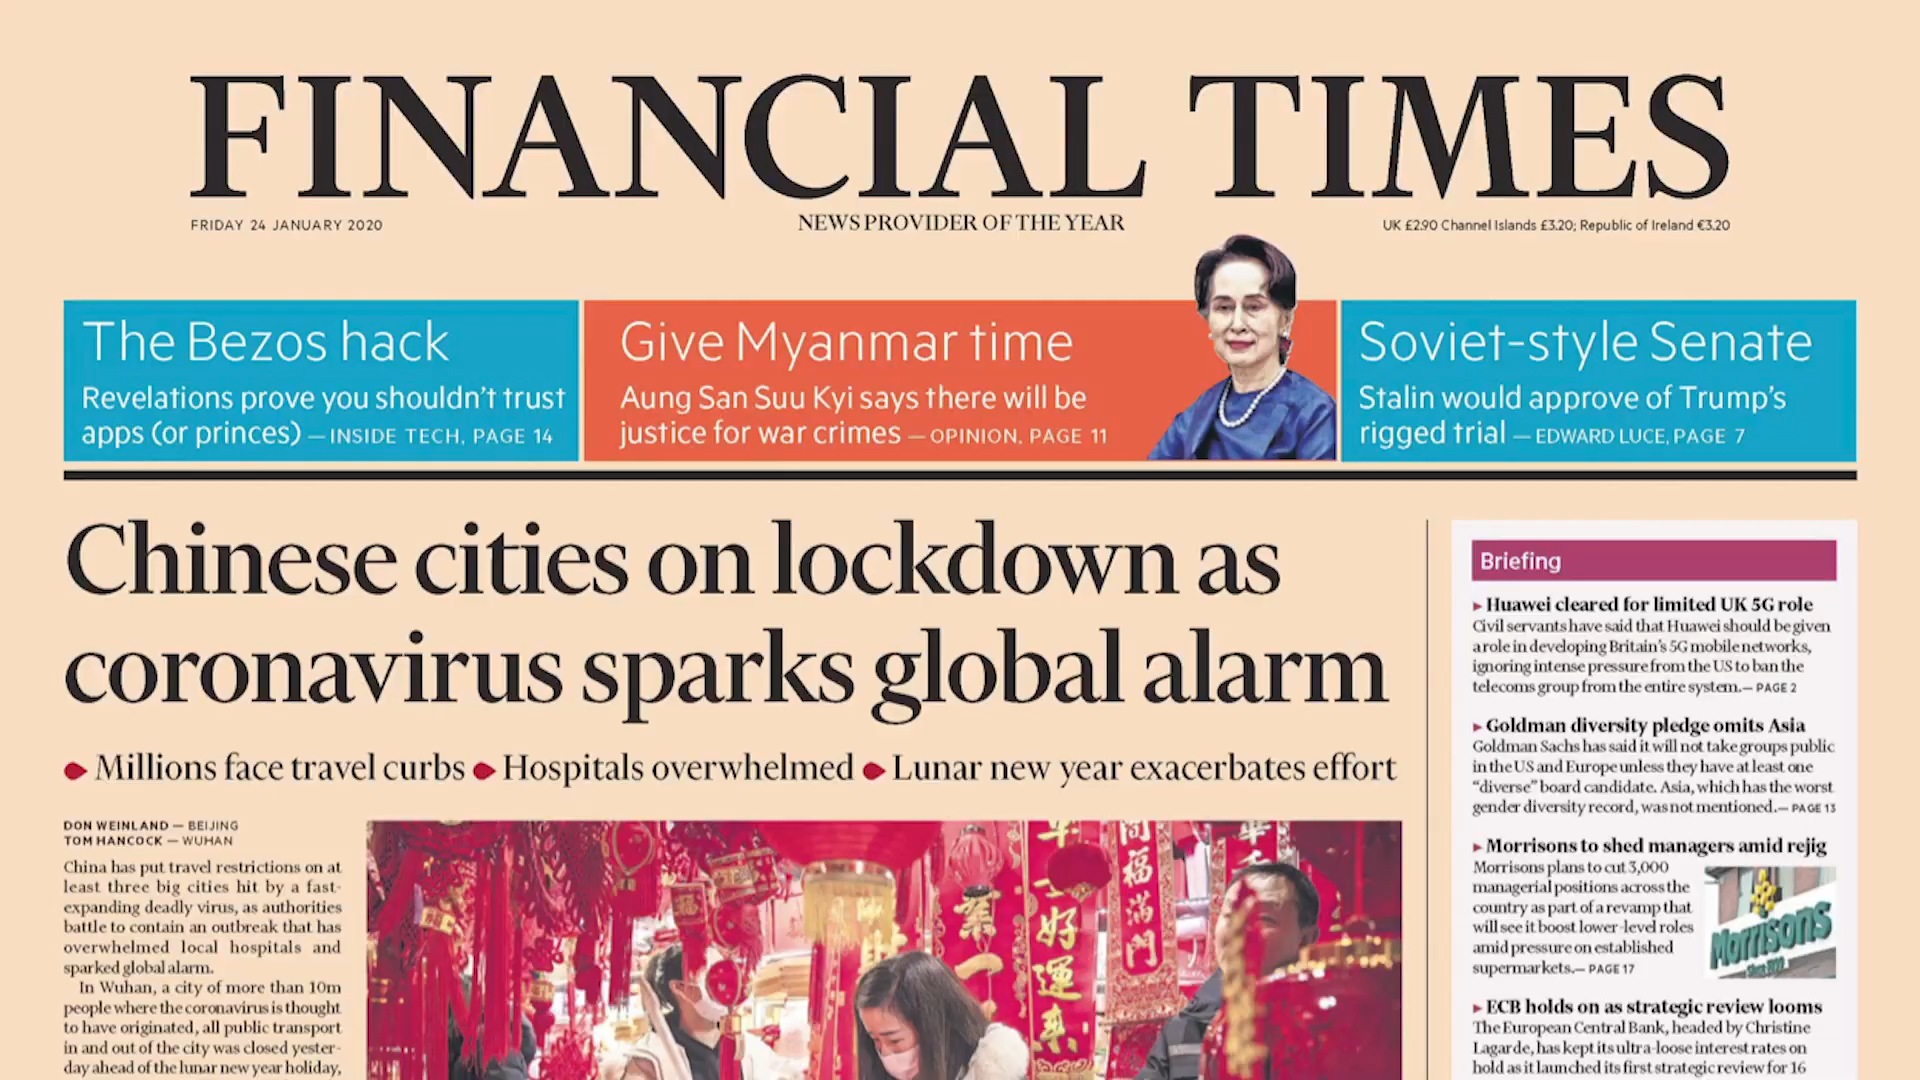 FINANCIAL TIMES
FRIDAY 24 JANUARY 2020
NEWS PROVIDER OF THE YEAR
UK £2.90 Channel Islands £3.20; Republic of Ireland €3.20
The Bezos hack
Revelations prove you shouldn't trust
apps (or princes) — INSIDE TECH, PAGE 14
Give Myanmar time
Aung San Suu Kyi says there will be
justice for war crimes — OPINION, PAGE 11
Soviet-style Senate
Stalin would approve of Trump's
rigged trial — EDWARD LUCE, PAGE 7
Chinese cities on lockdown as
coronavirus sparks global alarm
Millions face travel curbs Hospitals overwhelmed Lunar new year exacerbates effort
DON WEINLAND — BEIJING
TOM HANCOCK — WUHAN
China has put travel restrictions on at
least three big cities hit by a fast-
expanding deadly virus, as authorities
battle to contain an outbreak that has
overwhelmed local hospitals and
sparked global alarm.
In Wuhan, a city of more than 10m
people where the coronavirus is thought
to have originated, all public transport
in and out of the city was closed yester-
day ahead of the lunar new year holiday,
好運來
福滿門
Briefing
Huawei cleared for limited UK 5G role
Civil servants have said that Huawei should be given
a role in developing Britain's 5G mobile networks,
ignoring intense pressure from the US to ban the
telecoms group from the entire system.— PAGE 2
Goldman diversity pledge omits Asia
Goldman Sachs has said it will not take groups public
in the US and Europe unless they have at least one
"diverse" board candidate. Asia, which has the worst
gender diversity record, was not mentioned.— PAGE 13
Morrisons to shed managers amid rejig
Morrisons plans to cut 3,000
managerial positions across the
country as part of a revamp that
will see it boost lower-level roles
amid pressure on established
supermarkets.— PAGE 17
Morrisons
Since 1899
ECB holds on as strategic review looms
The European Central Bank, headed by Christine
Lagarde, has kept its ultra-loose interest rates on
hold as it launched its first strategic review for 16